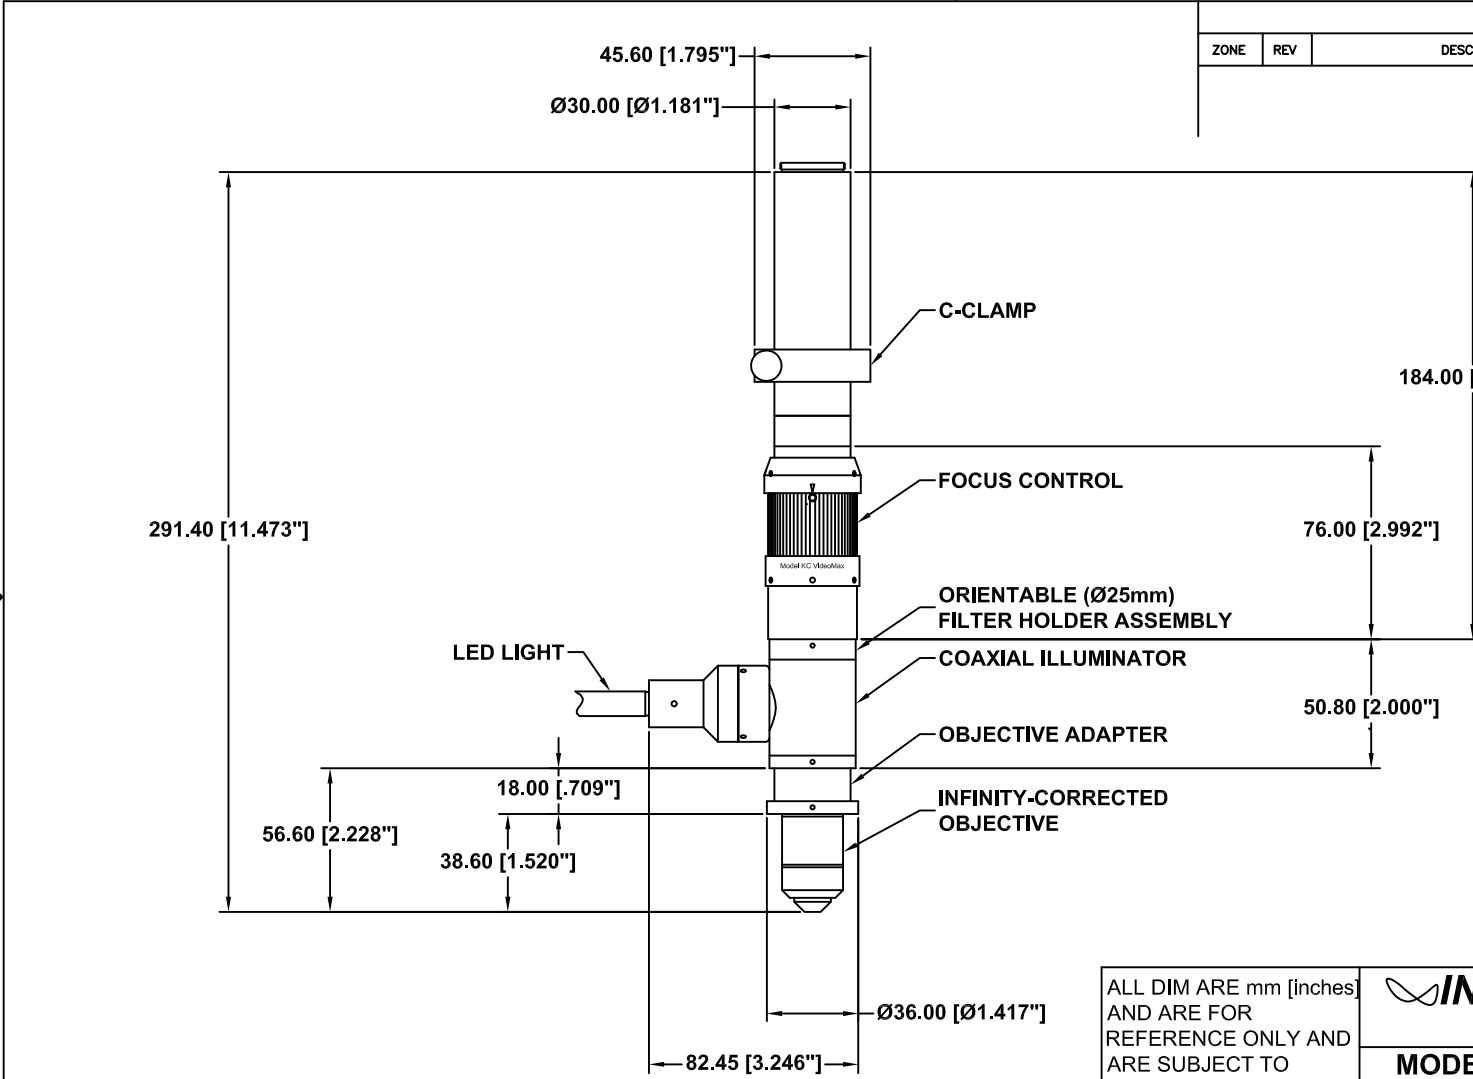 45.60 [1.795"]
ZONE REV DESC
Ø30.00 [Ø1.181"]
C-CLAMP
184.00 [
FOCUS CONTROL
291.40 [11.473"]
76.00 [2.992"]
Model KC VideoMax
ORIENTABLE (Ø25mm)
FILTER HOLDER ASSEMBLY
LED LIGHT
COAXIAL ILLUMINATOR
50.80 [2.000"]
OBJECTIVE ADAPTER
18.00 [.709"]
INFINITY-CORRECTED
OBJECTIVE
56.60 [2.228"]
38.60 [1.520"]
ALL DIM ARE mm [inches]
AND ARE FOR
REFERENCE ONLY AND
ARE SUBJECT TO
IN
Ø36.00 [Ø1.417"]
82.45 [3.246"]
MODE